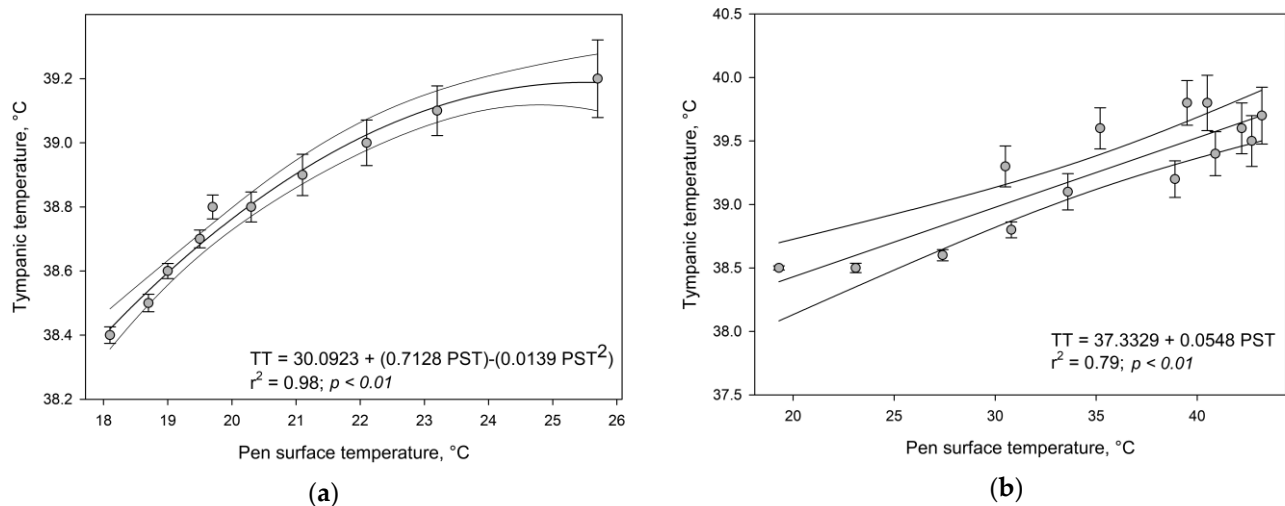 39.2
39.0
38.8
38.6
38.4
38.2
Tympanic temperature, °C
TT = 30.0923 + (0.7128 PST)-(0.0139 PST²)
r² = 0.98; p < 0.01
18 19 20 21 22 23 24 25 26
Pen surface temperature, °C
(a)
40.5
40.0
39.5
39.0
38.5
38.0
37.5
Tympanic temperature, °C
TT = 37.3329 + 0.0548 PST
r² = 0.79; p < 0.01
20 25 30 35 40
Pen surface temperature, °C
(b)